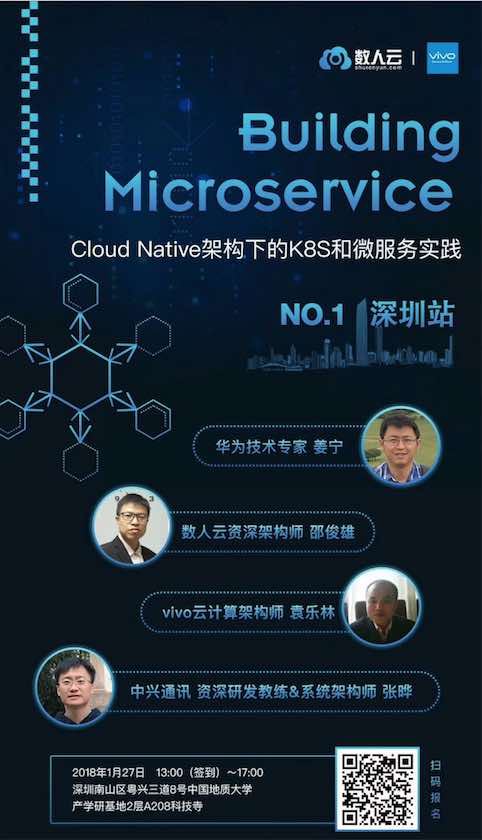 数人云
shurenyun.com
vivo
Building
Microservice
Cloud Native架构下的K8S和微服务实践
NO.1 深圳站
华为技术专家 姜宁
数人云资深架构师 邵俊雄
vivo云计算架构师 袁乐林
中兴通讯 资深研发教练&系统架构师 张晔
2018年1月27日 13:00（签到）～17:00
深圳南山区粤兴三道8号中国地质大学
产学研基地2层A208科技寺
扫码报名